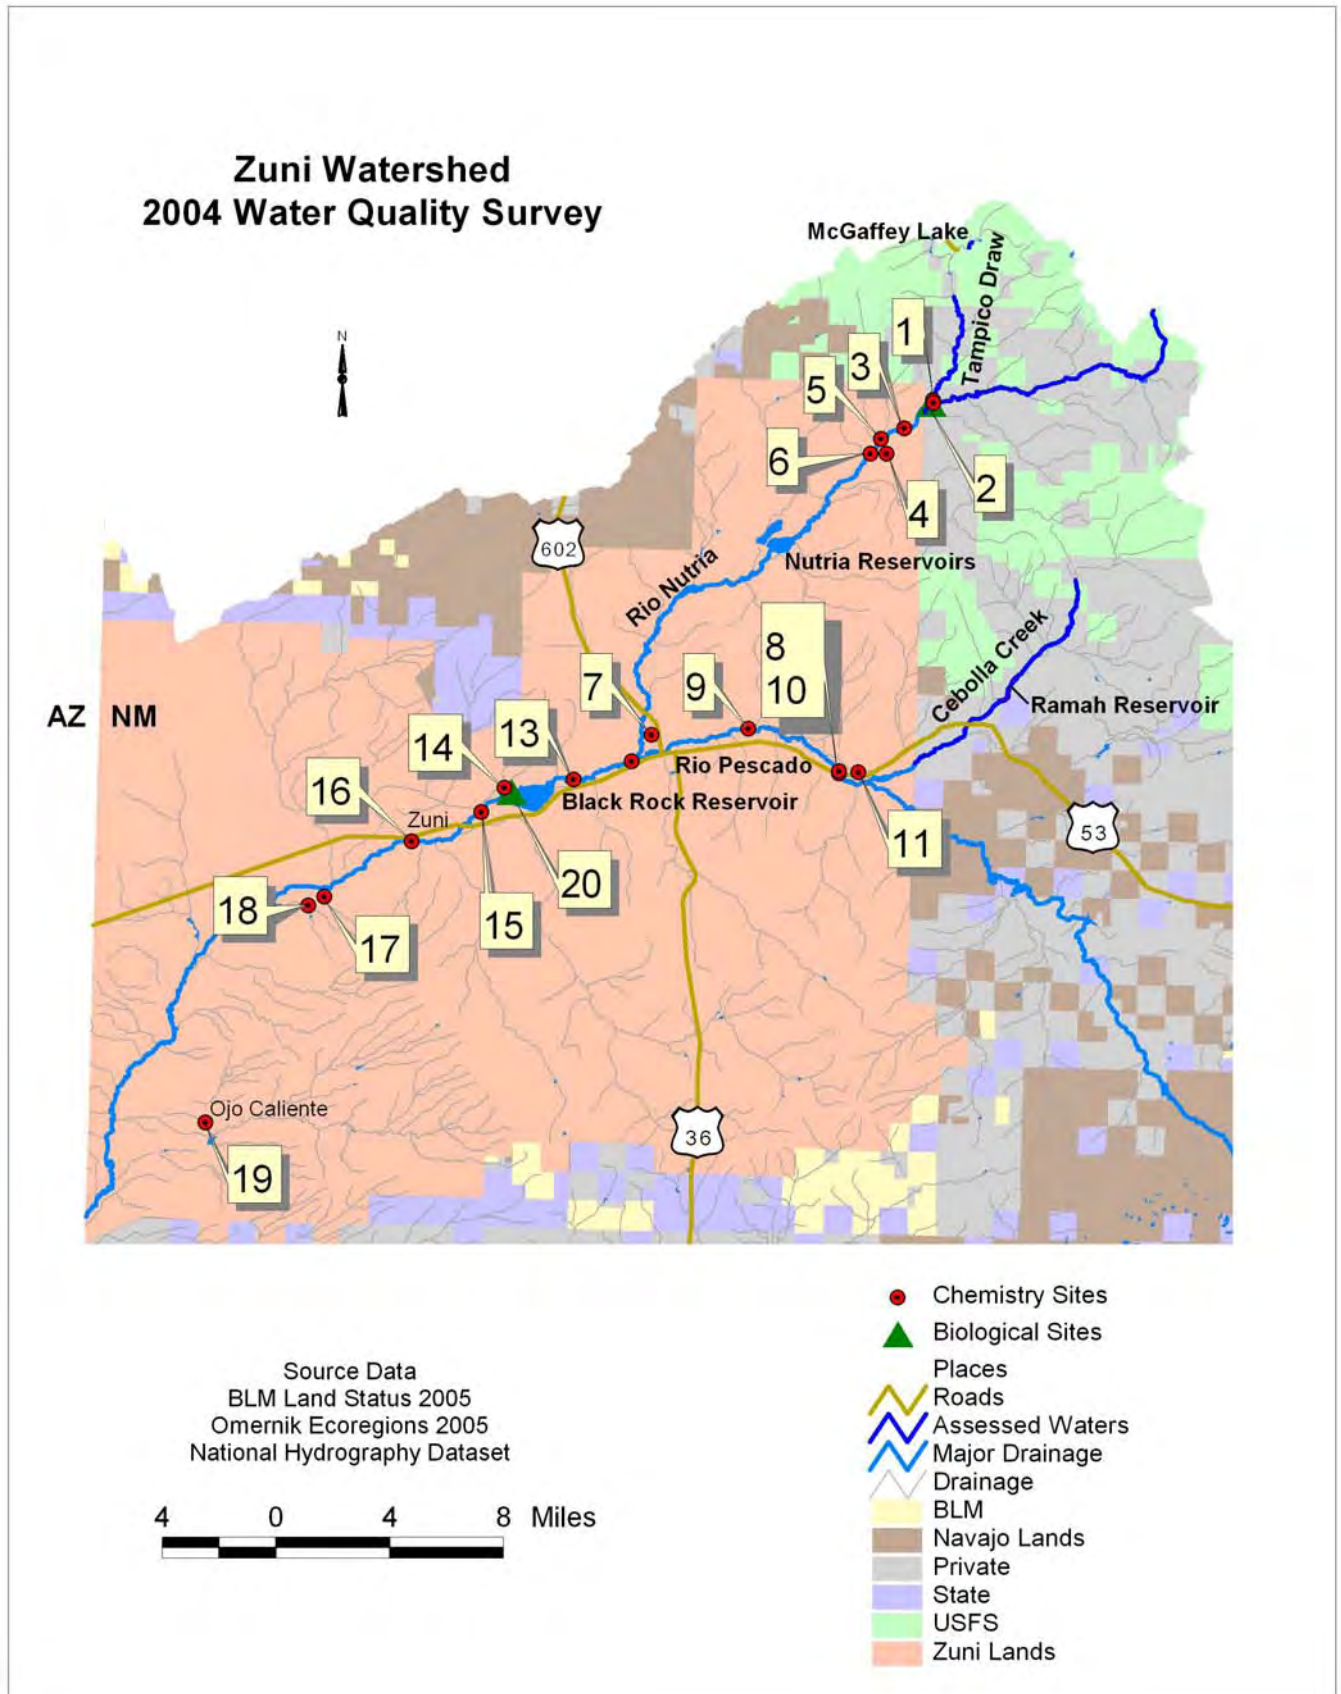 Zuni Watershed
2004 Water Quality Survey
N
McGaffey Lake
Tampico Draw
1
3
5
6
4
2
602
Nutria Reservoirs
Rio Nutria
8
10
7
9
Cebolla Creek
Ramah Reservoir
AZ
NM
14
13
Rio Pescado
16
Zuni
Black Rock Reservoir
53
11
20
18
15
17
Ojo Caliente
36
19
Chemistry Sites
Biological Sites
Places
Roads
Assessed Waters
Major Drainage
Drainage
BLM
Navajo Lands
Private
State
USFS
Zuni Lands
Source Data
BLM Land Status 2005
Omernik Ecoregions 2005
National Hydrography Dataset
4 0 4 8 Miles